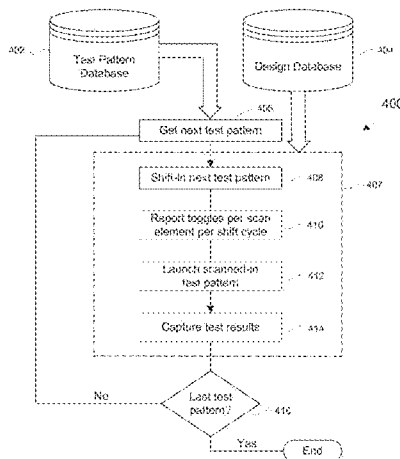 402
Test Pattern
Database
404
Design Database
400
Get next test pattern
Shift-in next test pattern
408
407
Report toggles per scan
element per shift cycle
410
Launch scanned-in
test pattern
412
Capture test results
414
No
Last test
pattern?
416
Yes
End